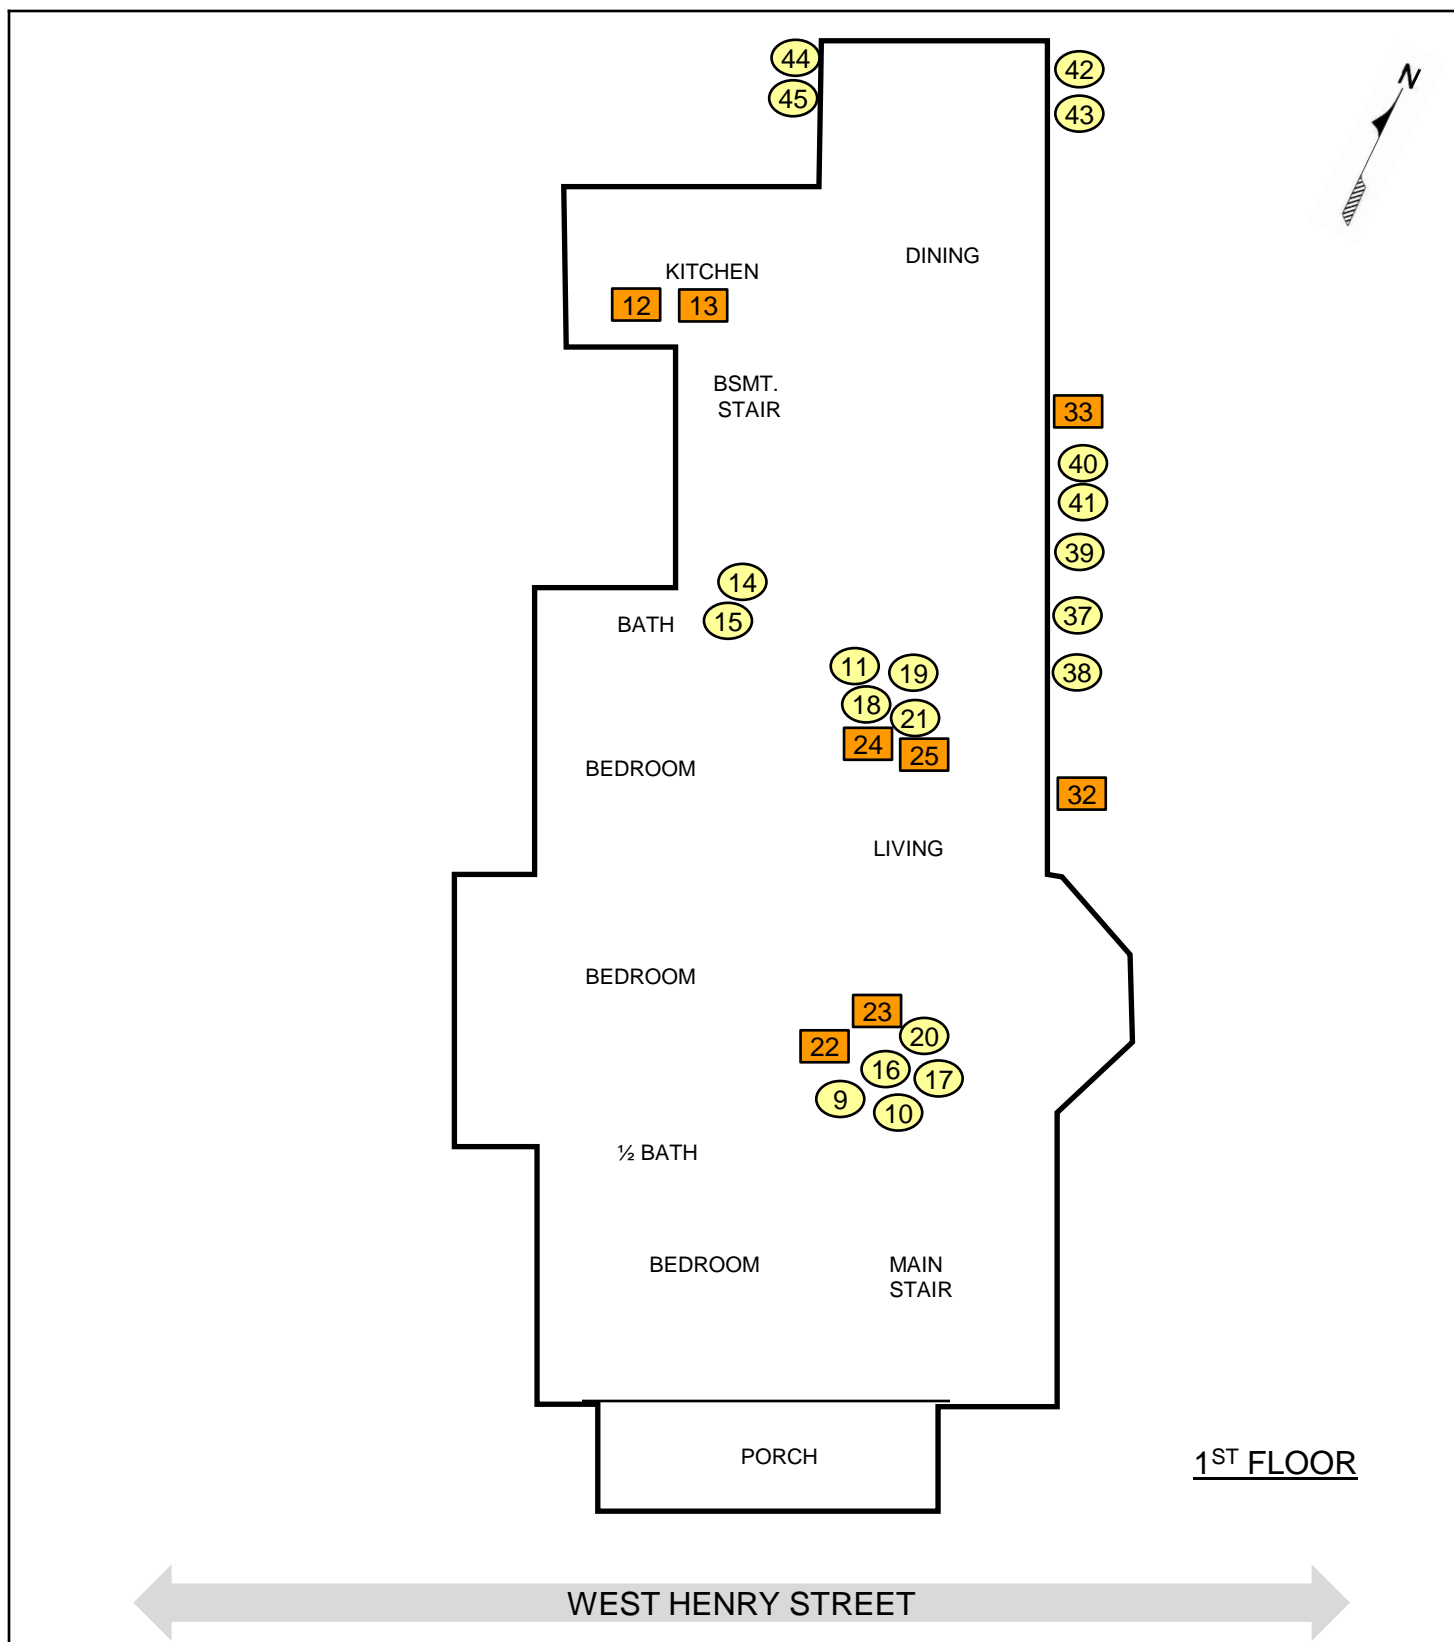 44
42
N
45
43
DINING
KITCHEN
12 13
BSMT.
STAIR
33
40
41
39
14
15
BATH
37
11 19
38
18 21
24 25
BEDROOM
32
LIVING
BEDROOM
23
20
22
16 17
9 10
½ BATH
BEDROOM
MAIN
STAIR
PORCH
1ST FLOOR
WEST HENRY STREET